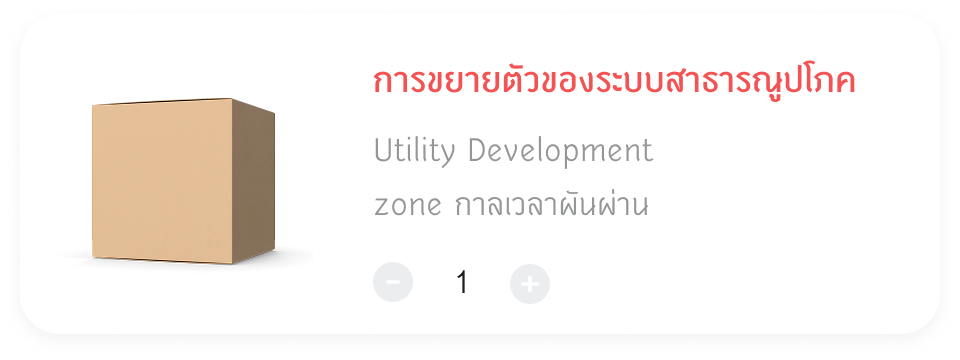 การขยายตัวของระบบสาธารณูปโภค
Utility Development
zone กาลเวลาผันผ่าน
- 1 +